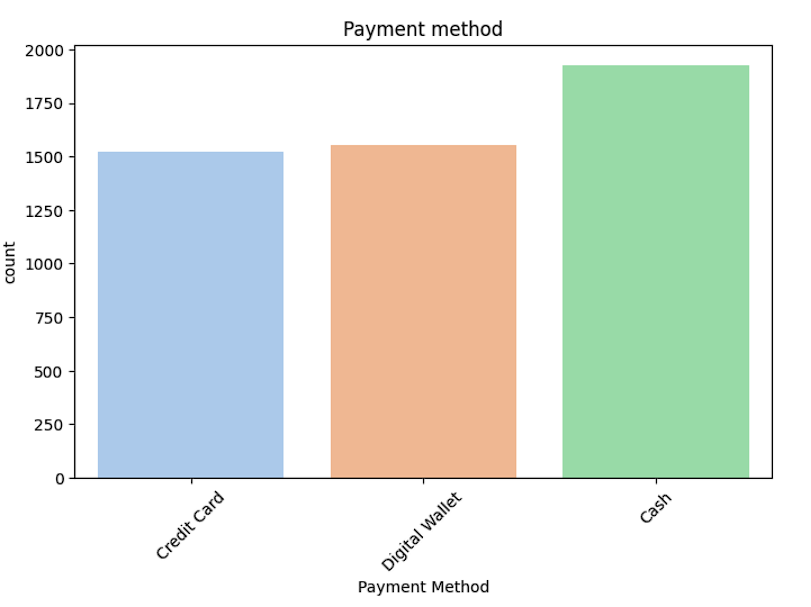 Payment method
2000
1750
1500
1250
1000
750
500
250
0
count
Credit Card
Digital Wallet
Cash
Payment Method